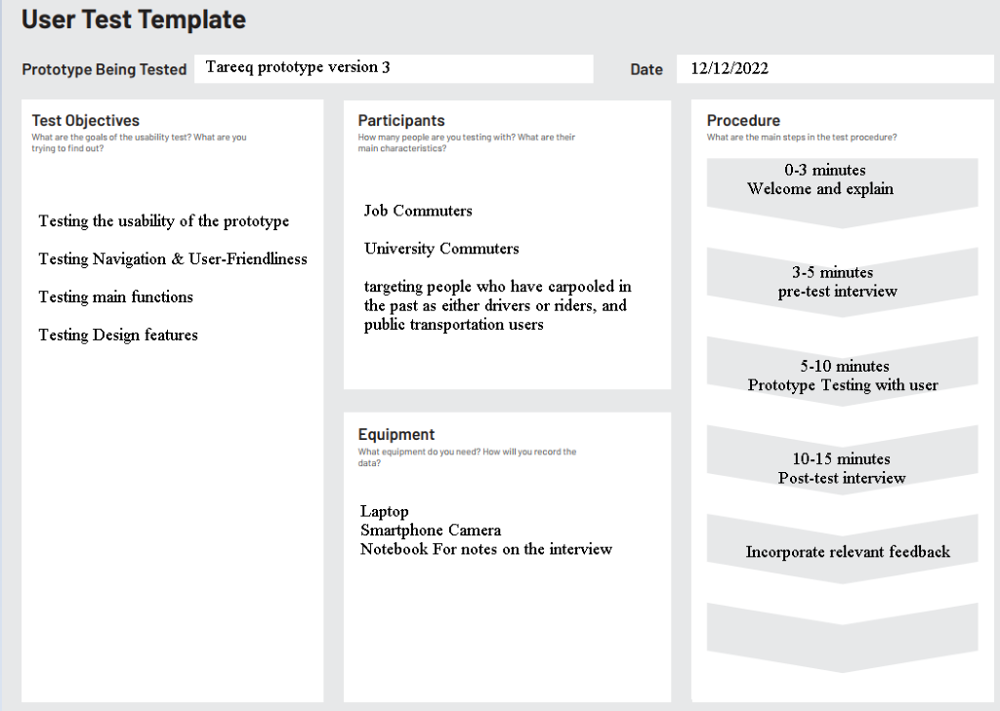 User Test Template
Prototype Being Tested
Tareeq prototype version 3
Date
12/12/2022
Test Objectives
What are the goals of the usability test? What are you
trying to find out?
Testing the usability of the prototype
Testing Navigation & User-Friendliness
Testing main functions
Testing Design features
Participants
How many people are you testing with? What are their
main characteristics?
Job Commuters
University Commuters
targeting people who have carpooled in
the past as either drivers or riders, and
public transportation users
Equipment
What equipment do you need? How will you record the
data?
Laptop
Smartphone Camera
Notebook For notes on the interview
Procedure
What are the main steps in the test procedure?
0-3 minutes
Welcome and explain
3-5 minutes
pre-test interview
5-10 minutes
Prototype Testing with user
10-15 minutes
Post-test interview
Incorporate relevant feedback